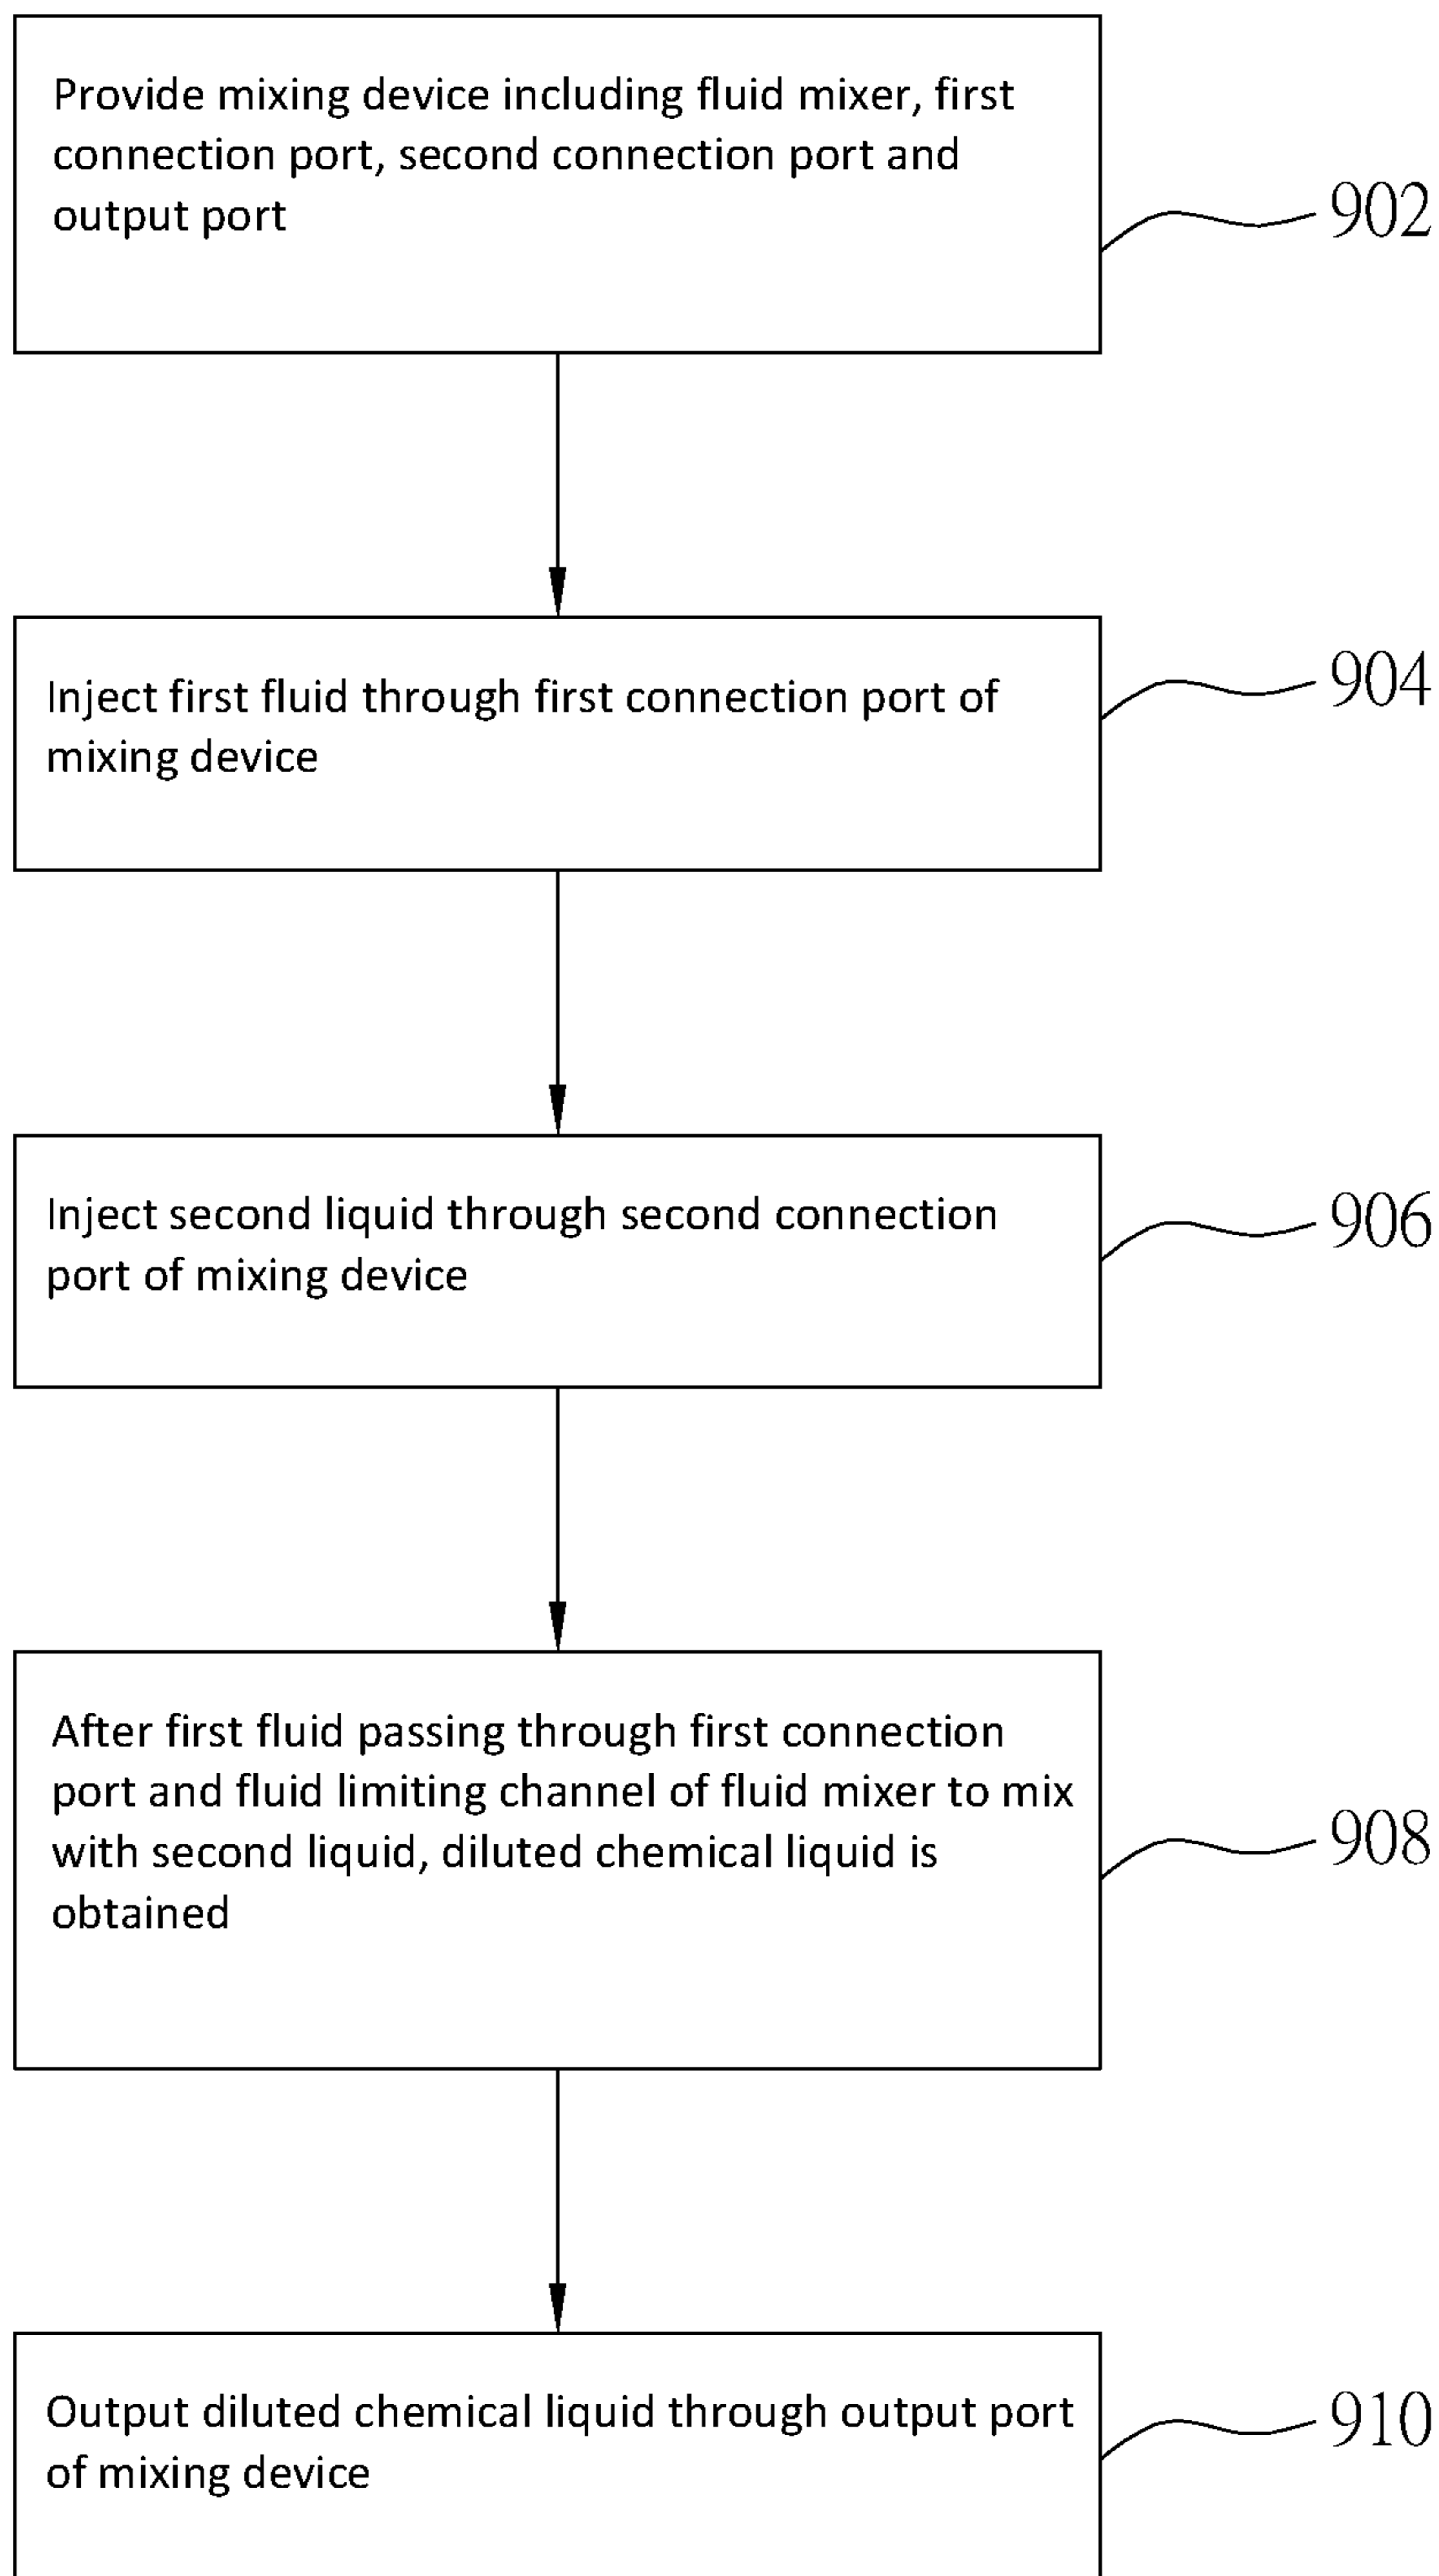 Provide mixing device including fluid mixer, first
connection port, second connection port and
output port
902
Inject first fluid through first connection port of
mixing device
904
Inject second liquid through second connection
port of mixing device
906
After first fluid passing through first connection
port and fluid limiting channel of fluid mixer to mix
with second liquid, diluted chemical liquid is
obtained
908
Output diluted chemical liquid through output port
of mixing device
910